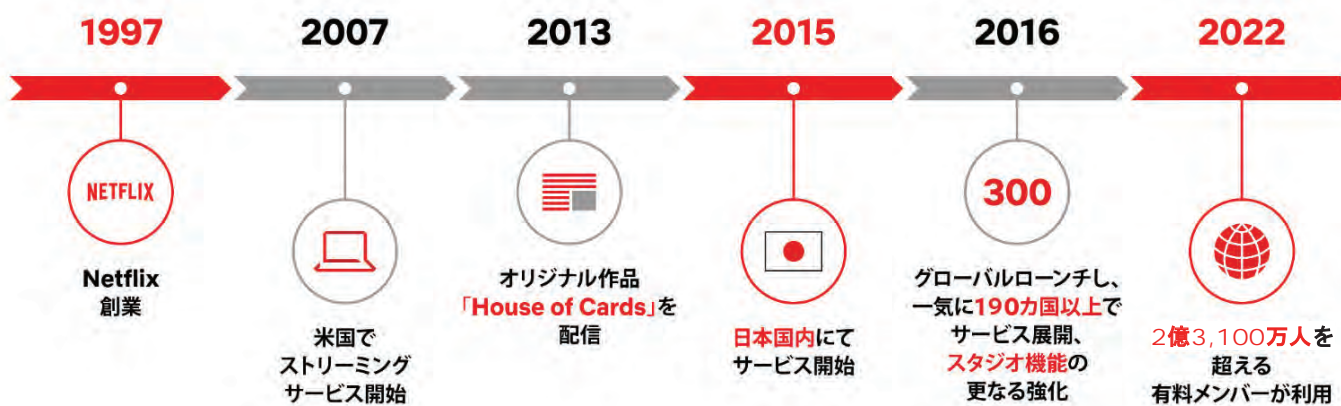 1997
2007
2013
2015
2016
2022
NETFLIX
Netflix
創業
米国で
ストリーミング
サービス開始
オリジナル作品
「House of Cards」を
配信
日本国内にて
サービス開始
300
グローバルローンチし、
一気に190カ国以上で
サービス展開、
スタジオ機能の
更なる強化
2億3,100万人を
超える
有料メンバーが利用